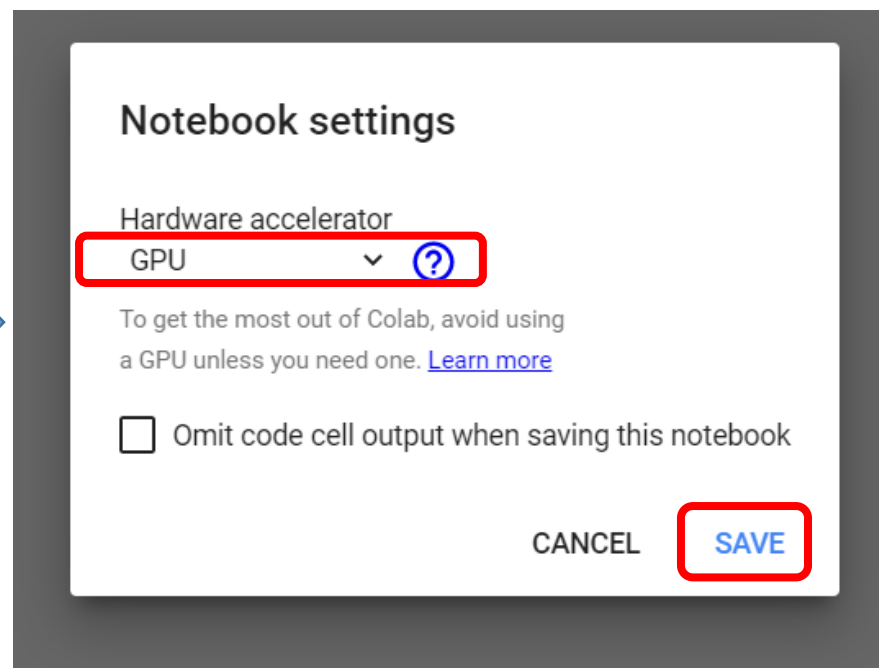 Notebook settings
Hardware accelerator
GPU ?
To get the most out of Colab, avoid using
a GPU unless you need one. Learn more
Omit code cell output when saving this notebook
CANCEL SAVE